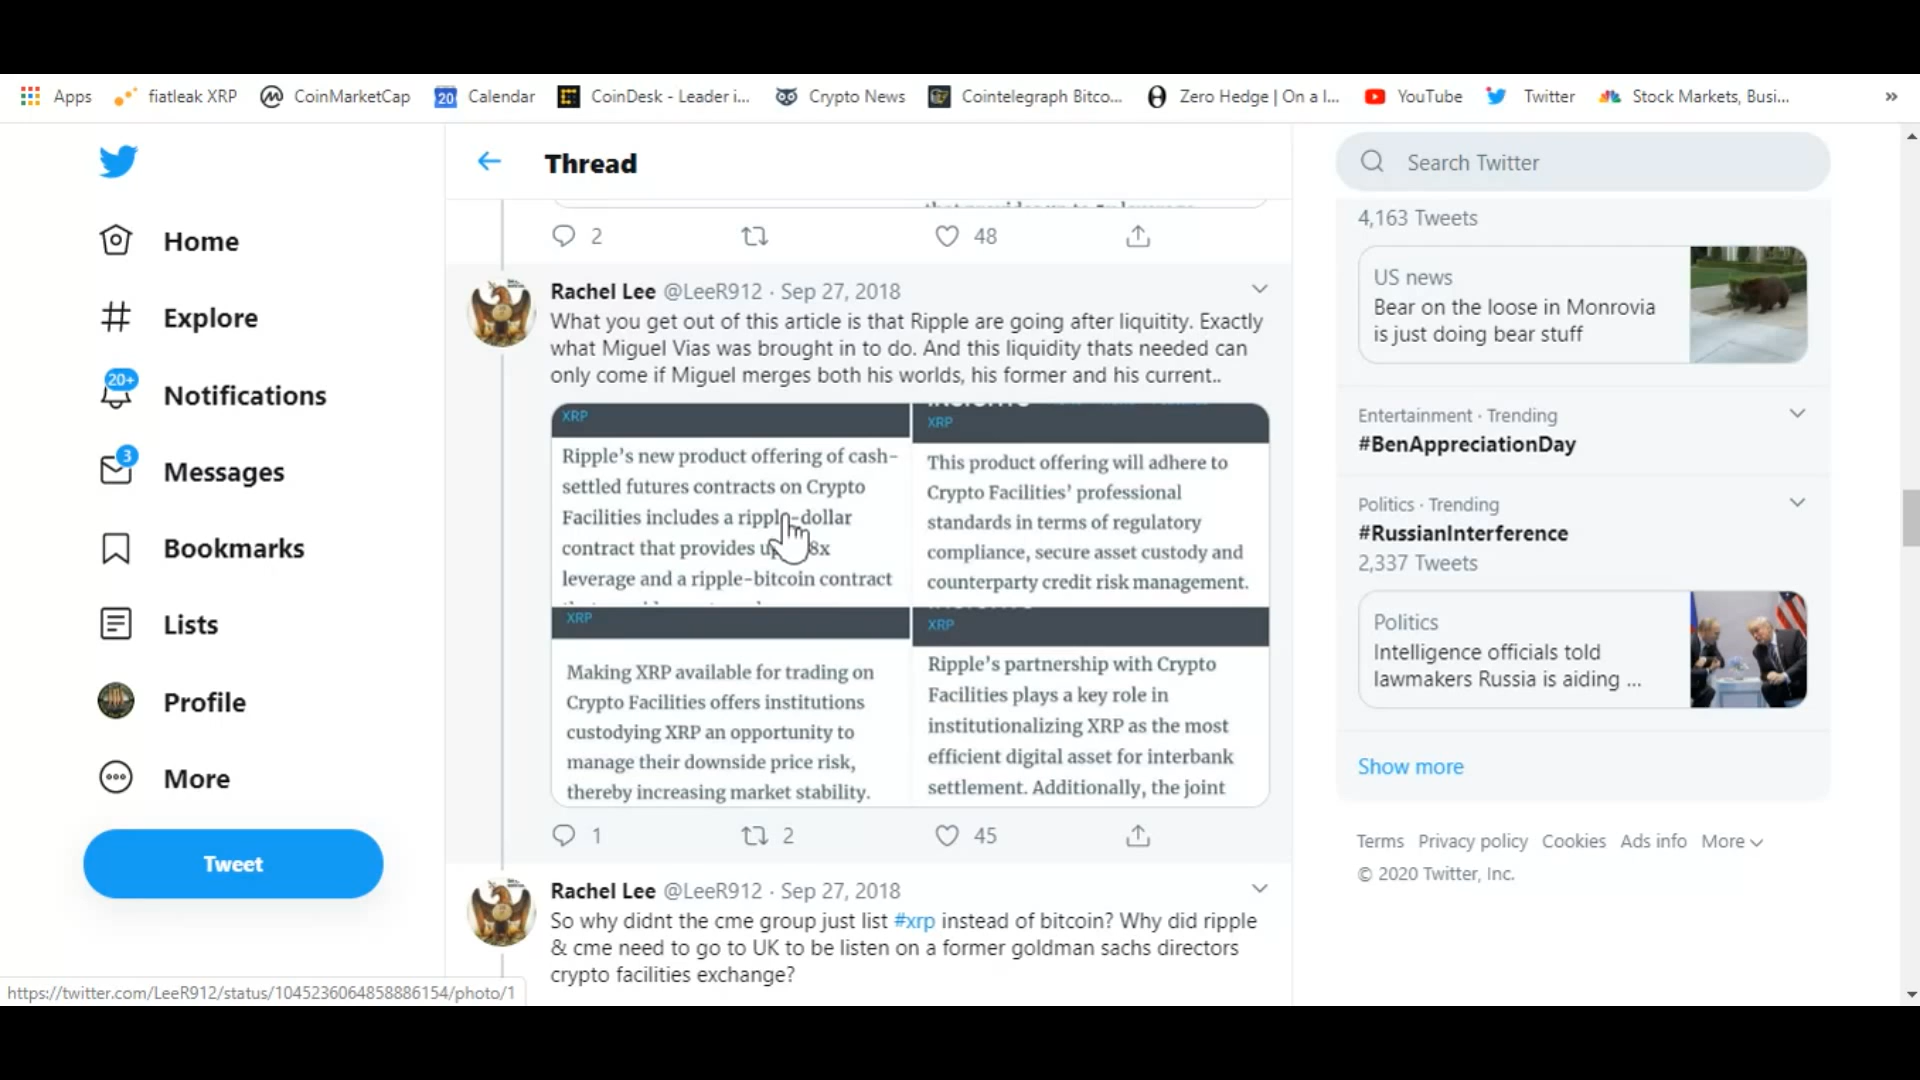 Apps
fiatleak XRP
CoinMarketCap
20
Calendar
CoinDesk - Leader i...
Crypto News
Cointelegraph Bitco...
Zero Hedge | On a l...
YouTube
Twitter
Stock Markets, Busi...
»
Home
Explore
20+
Notifications
3
Messages
Bookmarks
Lists
Profile
More
Tweet
https://twitter.com/LeeR912/status/1045236064858886154/photo/1
Thread
2
48
Rachel Lee @LeeR912 · Sep 27, 2018
What you get out of this article is that Ripple are going after liqutity. Exactly
what Miguel Vias was brought in to do. And this liquidity thats needed can
only come if Miguel merges both his worlds, his former and his current..
XRP
Ripple's new product offering of cash-
settled futures contracts on Crypto
Facilities includes a ripple-dollar
contract that provides 8x
leverage and a ripple-bitcoin contract
XRP
This product offering will adhere to
Crypto Facilities' professional
standards in terms of regulatory
compliance, secure asset custody and
counterparty credit risk management.
XRP
Making XRP available for trading on
Crypto Facilities offers institutions
custodying XRP an opportunity to
manage their downside price risk,
thereby increasing market stability.
XRP
Ripple's partnership with Crypto
Facilities plays a key role in
institutionalizing XRP as the most
efficient digital asset for interbank
settlement. Additionally, the joint
1
2
45
Rachel Lee @LeeR912 · Sep 27, 2018
So why didnt the cme group just list #xrp instead of bitcoin? Why did ripple
& cme need to go to UK to be listen on a former goldman sachs directors
crypto facilities exchange?
Search Twitter
4,163 Tweets
US news
Bear on the loose in Monrovia
is just doing bear stuff
Entertainment · Trending
#BenAppreciationDay
Politics · Trending
#RussianInterference
2,337 Tweets
Politics
Intelligence officials told
lawmakers Russia is aiding ...
Show more
Terms Privacy policy Cookies Ads info More
© 2020 Twitter, Inc.